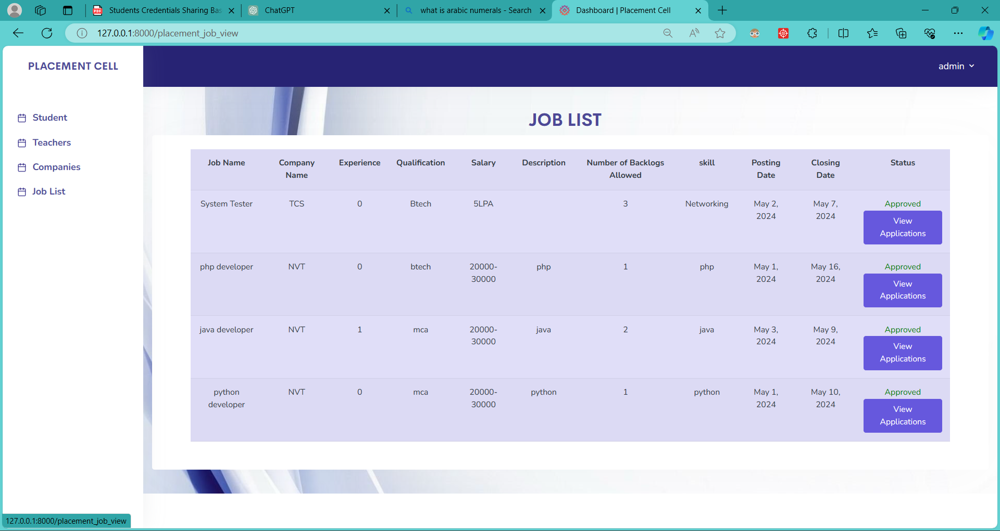 Students Credentials Sharing Bas
ChatGPT
what is arabic numerals - Search
Dashboard | Placement Cell
127.0.0.1:8000/placement_job_view
PLACEMENT CELL
admin
Student
Teachers
Companies
Job List
JOB LIST
Job Name Company Experience Qualification Salary Description Number of Backlogs skill Posting Closing Status
Name Allowed Date Date
System Tester TCS 0 Btech 5LPA 3 Networking May 2, May 7, Approved
2024 2024
View
Applications
php developer NVT 0 btech 20000- php 1 php May 1, May 16, Approved
30000 2024 2024
View
Applications
java developer NVT 1 mca 20000- java 2 java May 3, May 9, Approved
30000 2024 2024
View
Applications
python NVT 0 mca 20000- python 1 python May 1, May 10, Approved
developer 30000 2024 2024
View
Applications
127.0.0.1:8000/placement_job_view